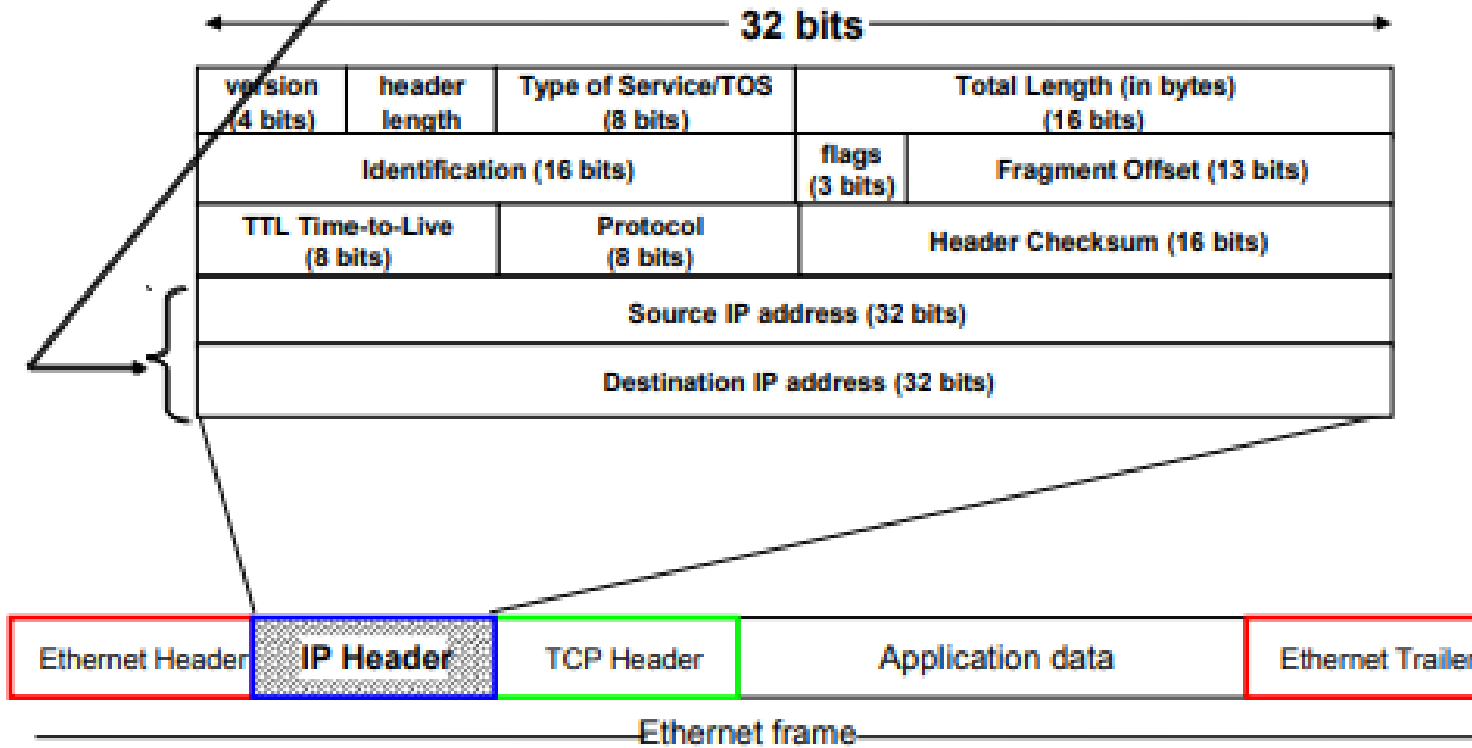 32 bits
version header Type of Service/TOS Total Length (in bytes)
(4 bits) length (8 bits) (16 bits)
Identification (16 bits) flags (3 bits) Fragment Offset (13 bits)
TTL Time-to-Live Protocol Header Checksum (16 bits)
(8 bits) (8 bits)
Source IP address (32 bits)
Destination IP address (32 bits)
Ethernet Header IP Header TCP Header Application data Ethernet Trailer
Ethernet frame